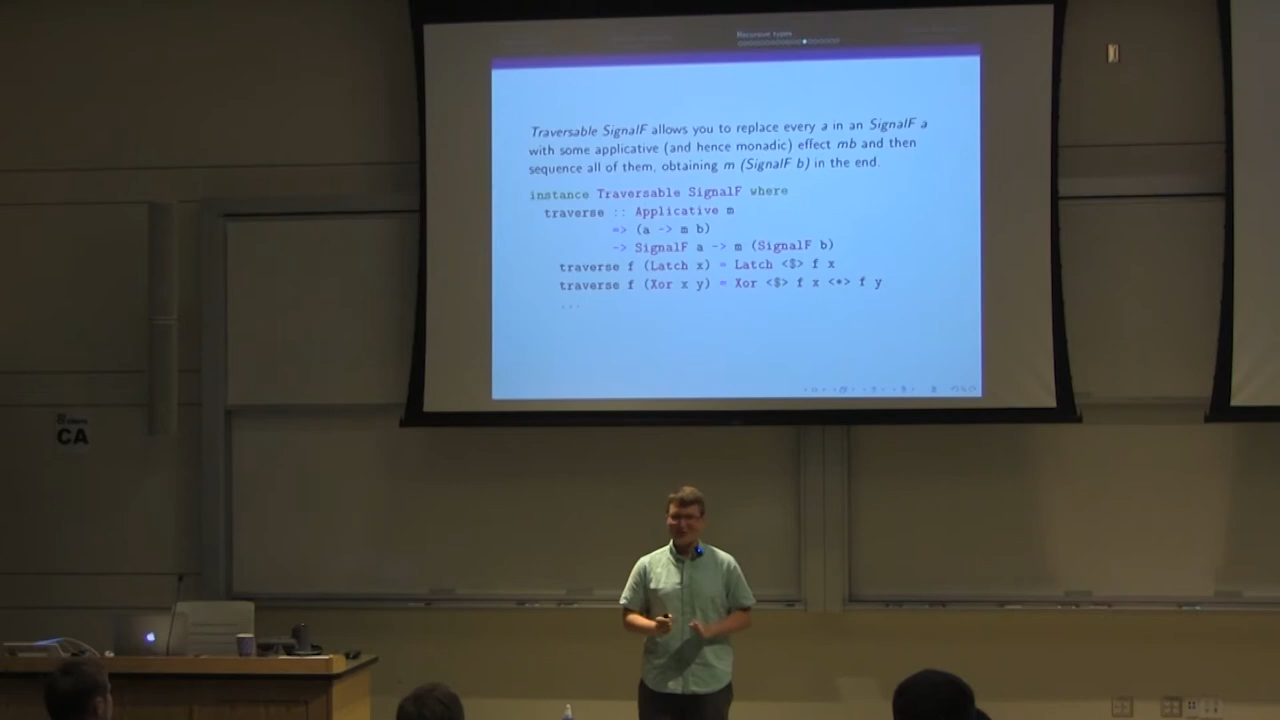 Recursive types
Traversable SignalF allows you to replace every a in an SignalF a
with some applicative (and hence monadic) effect mb and then
sequence all of them, obtaining m (SignalF b) in the end.
instance Traversable SignalF where
traverse :: Applicative m
=> (a -> m b)
-> SignalF a -> m (SignalF b)
traverse f (Latch x) = Latch <$> f x
traverse f (Xor x y) = Xor <$> f x <*> f y
...
CA